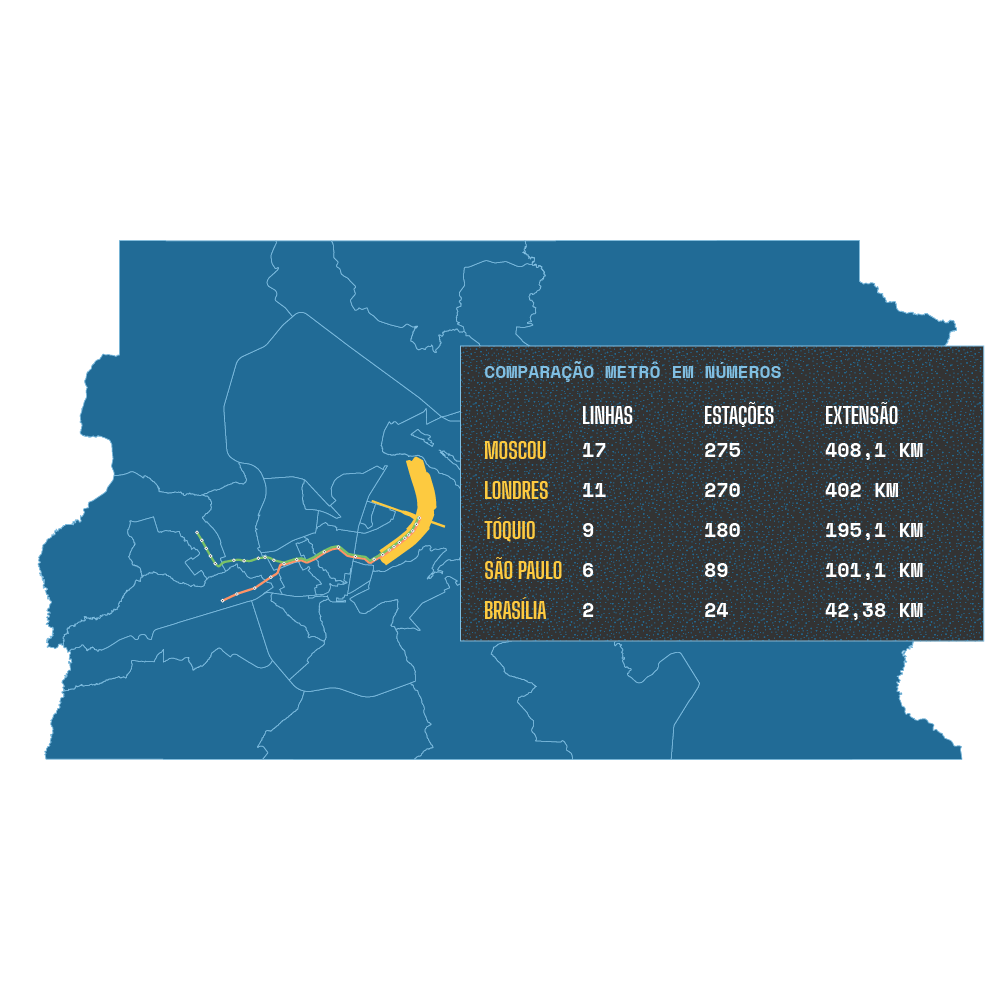 COMPARAÇÃO METRÔ EM NÚMEROS
LINHAS ESTAÇÕES EXTENSÃO
MOSCOU 17 275 408,1 KM
LONDRES 11 270 402 KM
TÓQUIO 9 180 195,1 KM
SÃO PAULO 6 89 101,1 KM
BRASÍLIA 2 24 42,38 KM